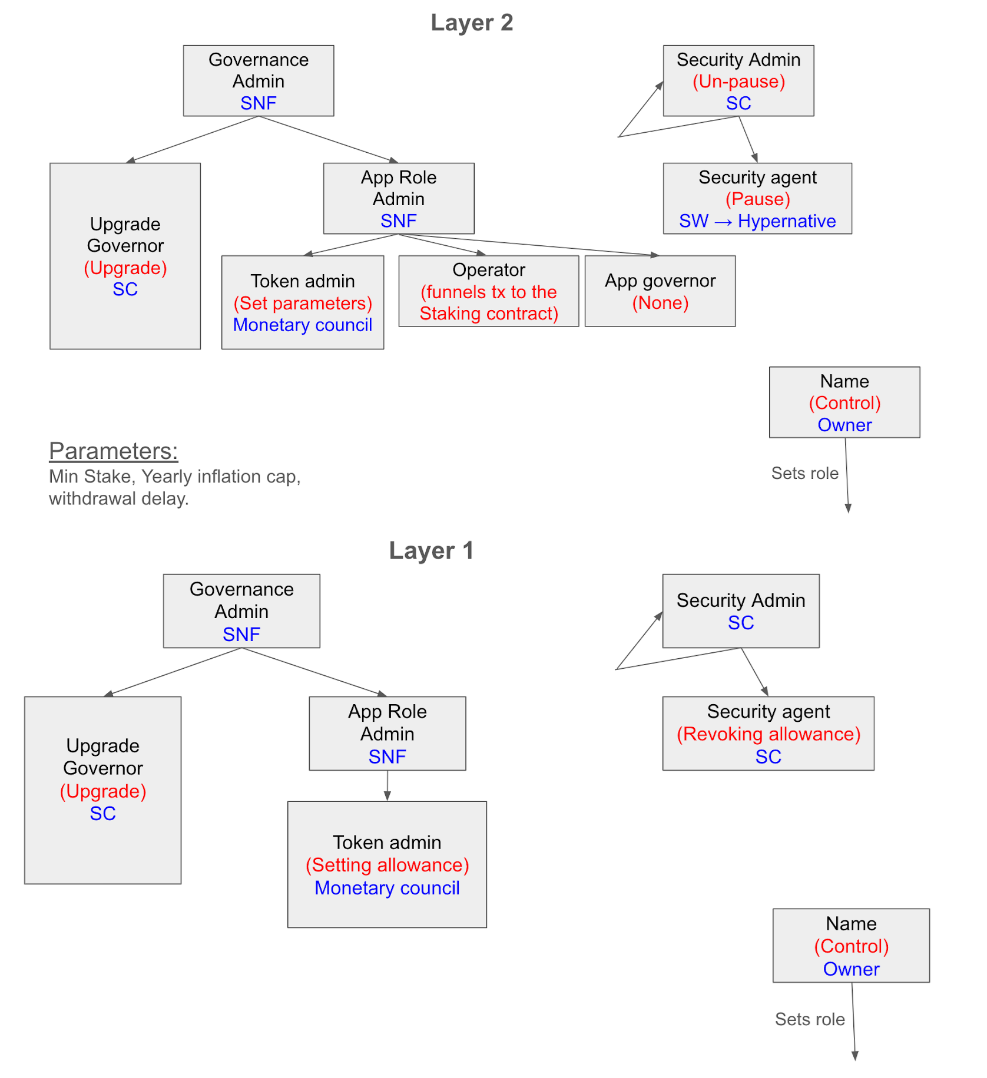 Layer 2
Governance
Admin
SNF
Security Admin
(Un-pause)
SC
Upgrade
Governor
(Upgrade)
SC
App Role
Admin
SNF
Security agent
(Pause)
SW → Hypernative
Token admin
(Set parameters)
Monetary council
Operator
(funnels tx to the
Staking contract)
App governor
(None)
Name
(Control)
Owner
Sets role
Parameters:
Min Stake, Yearly inflation cap,
withdrawal delay.
Layer 1
Governance
Admin
SNF
Security Admin
SC
Upgrade
Governor
(Upgrade)
SC
App Role
Admin
SNF
Security agent
(Revoking allowance)
SC
Token admin
(Setting allowance)
Monetary council
Name
(Control)
Owner
Sets role